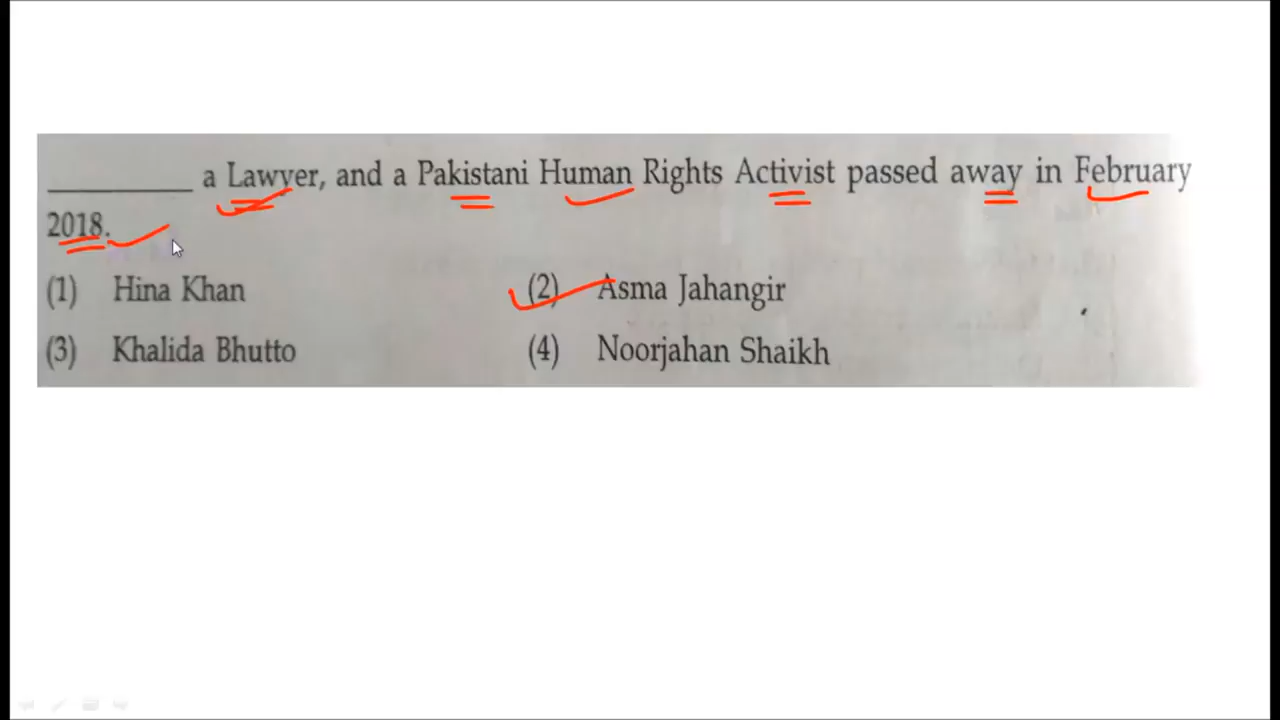 __________ a Lawyer, and a Pakistani Human Rights Activist passed away in February
2018.
(1) Hina Khan (2) Asma Jahangir
(3) Khalida Bhutto (4) Noorjahan Shaikh